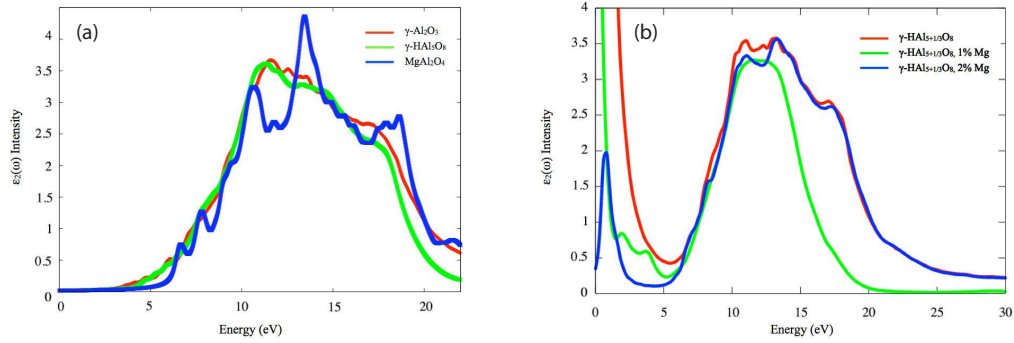 (a)
γ-Al₂O₃
γ-HAl₅O₈
MgAl₂O₄
4
3.5
3
2.5
2
1.5
1
0.5
0
0 5 10 15 20
Energy (eV)
ε₂(ω) Intensity
(b)
γ-HAl₅₊₁/₃O₈
γ-HAl₅₊₁/₃O₈, 1% Mg
γ-HAl₅₊₁/₃O₈, 2% Mg
4
3.5
3
2.5
2
1.5
1
0.5
0
0 5 10 15 20 25 30
Energy (eV)
ε₂(ω) Intensity